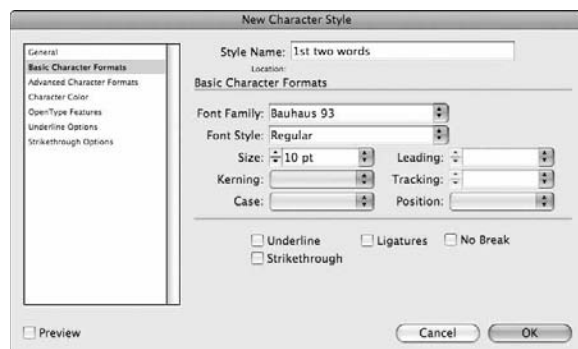 New Character Style
General
Basic Character Formats
Advanced Character Formats
Character Color
OpenType Features
Underline Options
Strikethrough Options
Style Name: 1st two words
Location:
Basic Character Formats
Font Family: Bauhaus 93
Font Style: Regular
Size: 10 pt Leading:
Kerning: Tracking:
Case: Position:
Underline Ligatures No Break
Strikethrough
Preview Cancel OK